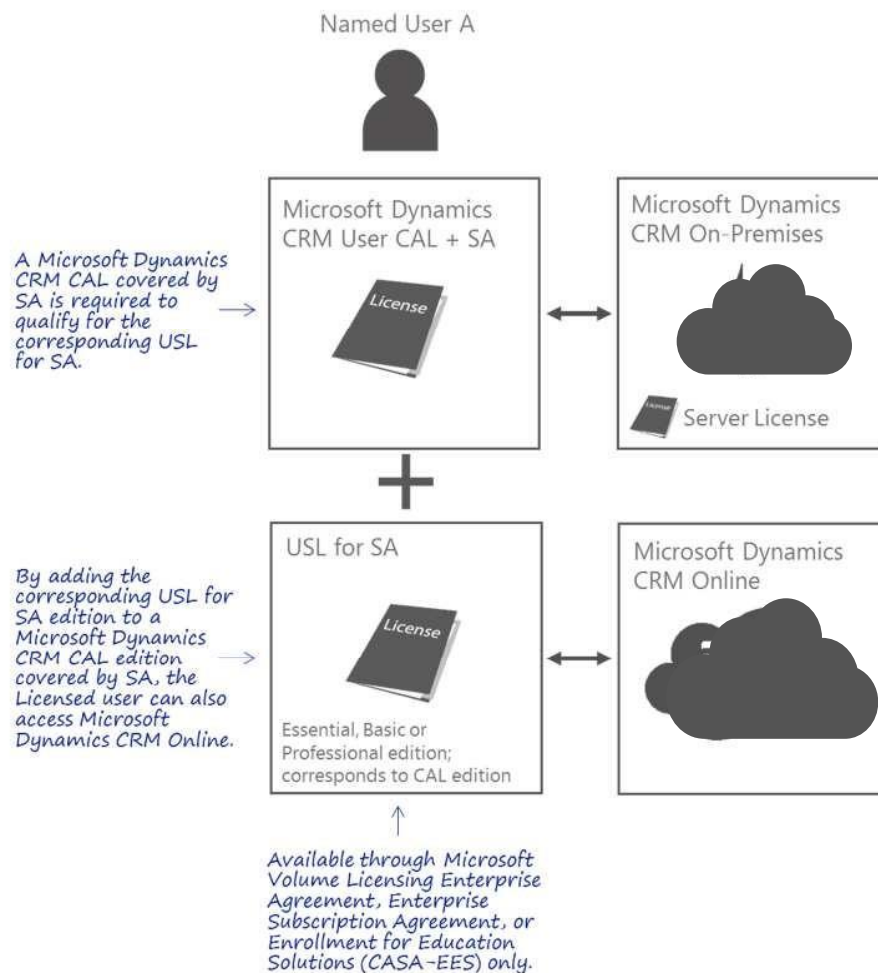 Named User A
Microsoft Dynamics
CRM User CAL + SA
License
Microsoft Dynamics
CRM On-Premises
License
Server License
A Microsoft Dynamics
CRM CAL covered by
SA is required to
qualify for the
corresponding USL
for SA.
USL for SA
License
Essential, Basic or
Professional edition;
corresponds to CAL edition
Microsoft Dynamics
CRM Online
By adding the
corresponding USL for
SA edition to a
Microsoft Dynamics
CRM CAL edition
covered by SA, the
Licensed user can also
access Microsoft
Dynamics CRM Online.
Available through Microsoft
Volume Licensing Enterprise
Agreement, Enterprise
Subscription Agreement, or
Enrollment for Education
Solutions (CASA-EES) only.